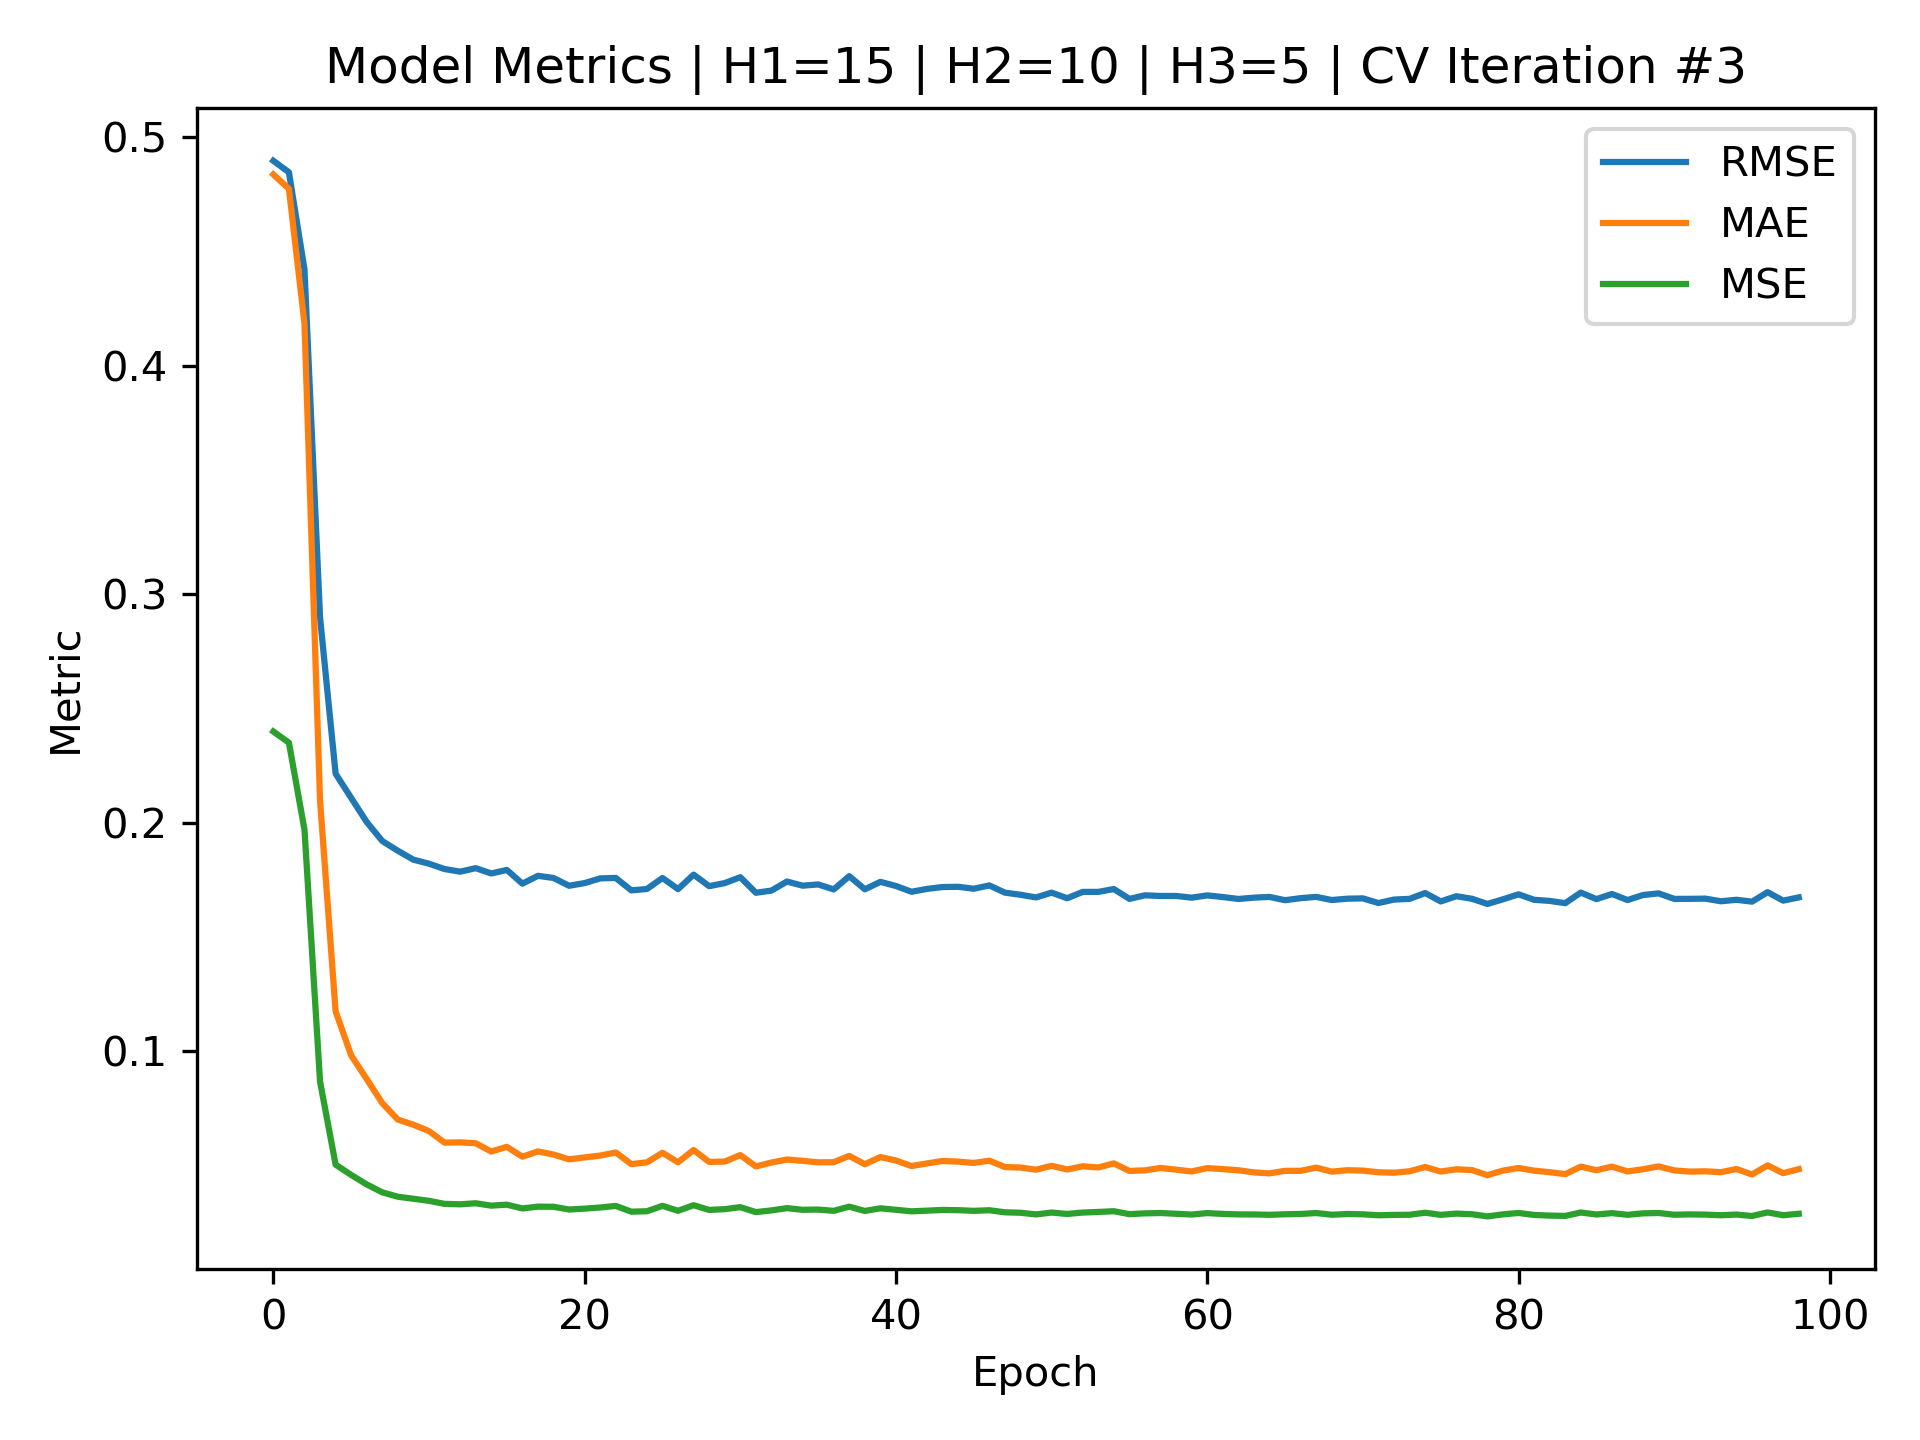 Model Metrics | H1=15 | H2=10 | H3=5 | CV Iteration #3
RMSE
MAE
MSE
0.5
0.4
0.3
0.2
0.1
Metric
0 20 40 60 80 100
Epoch